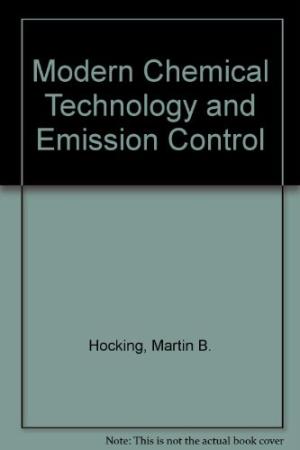 Modern Chemical
Technology and
Emission Control
Hocking, Martin B.
Note: This is not the actual book cover